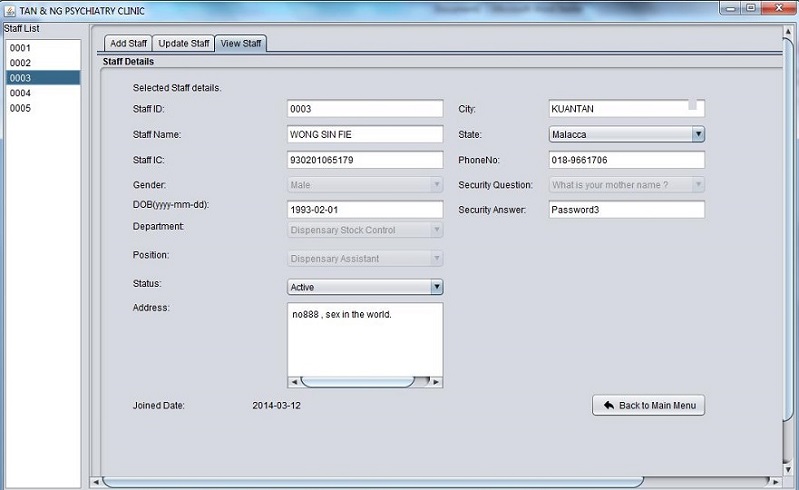 TAN & NG PSYCHIATRY CLINIC
Staff List
0001
0002
0003
0004
0005
Add Staff Update Staff View Staff
Staff Details
Selected Staff details.
Staff ID: 0003 City: KUANTAN
Staff Name: WONG SIN FIE State: Malacca
Staff IC: 930201065179 PhoneNo: 018-9661706
Gender: Male Security Question: What is your mother name ?
DOB(yyyy-mm-dd): 1993-02-01 Security Answer: Password3
Department: Dispensary Stock Control
Position: Dispensary Assistant
Status: Active
Address: no888 , sex in the world.
Joined Date: 2014-03-12 Back to Main Menu